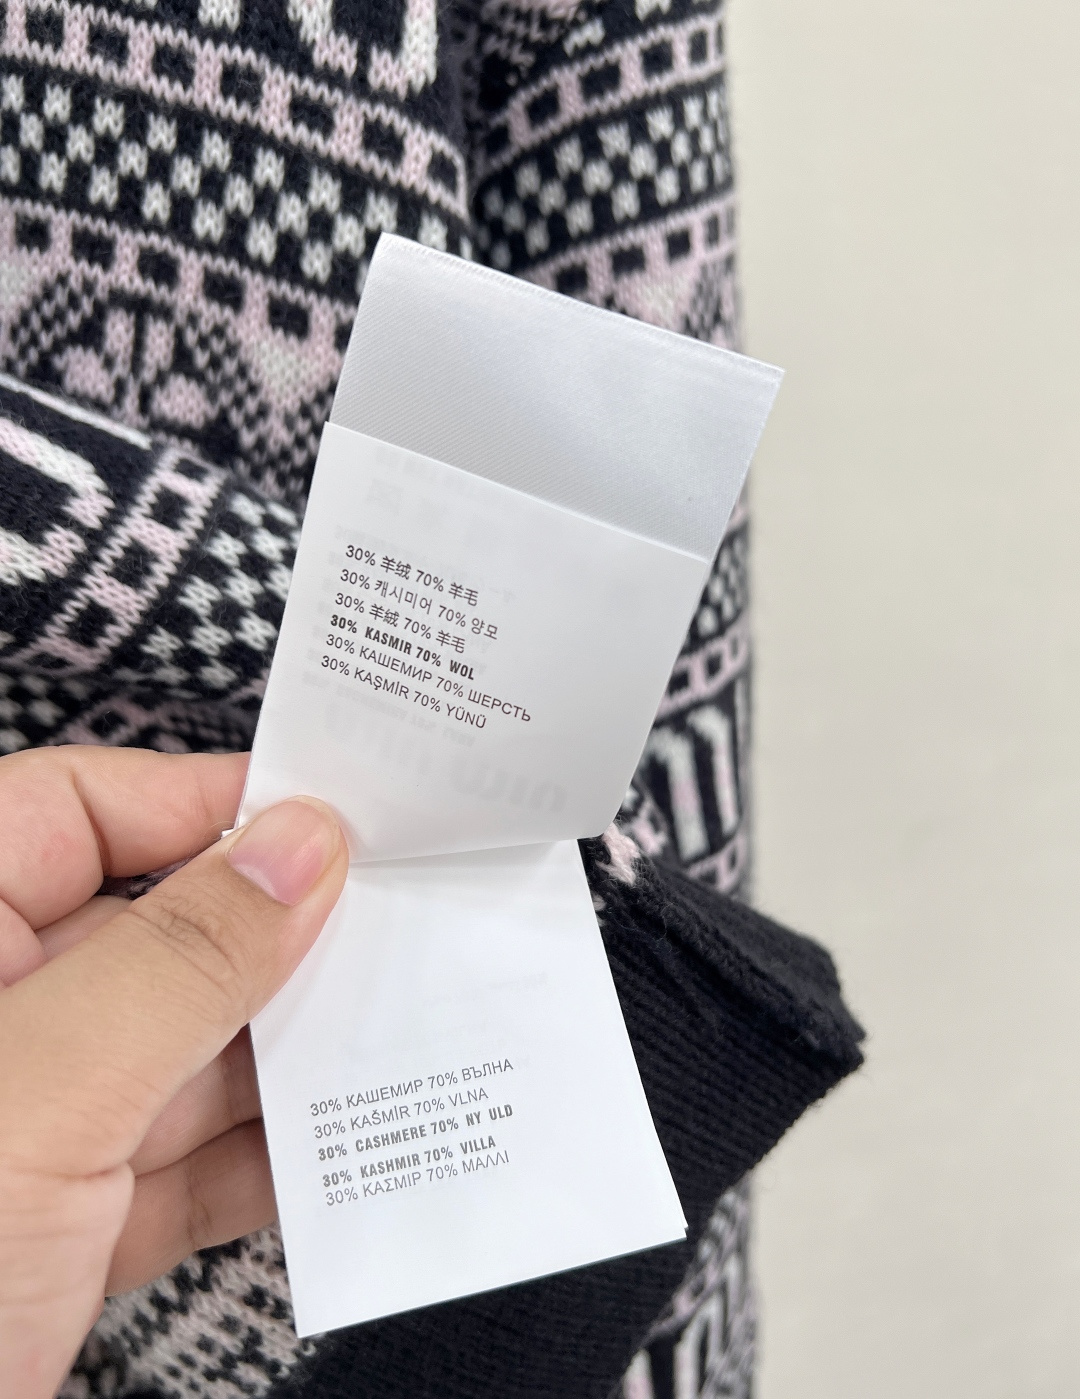 30% 羊绒 70% 羊毛
30% 캐시미어 70% 양모
30% 羊絨 70% 羊毛
30% KASMIR 70% WOL
30% КАШЕМИР 70% ШЕРСТЬ
30% KAŞMİR 70% YÜNÜ
30% КАШЕМИР 70% ВЪЛНА
30% KAŠMÍR 70% VLNA
30% CASHMERE 70% NY ULD
30% KASHMIR 70% VILLA
30% ΚΑΣΜΙΡ 70% ΜΑΛΛΙ